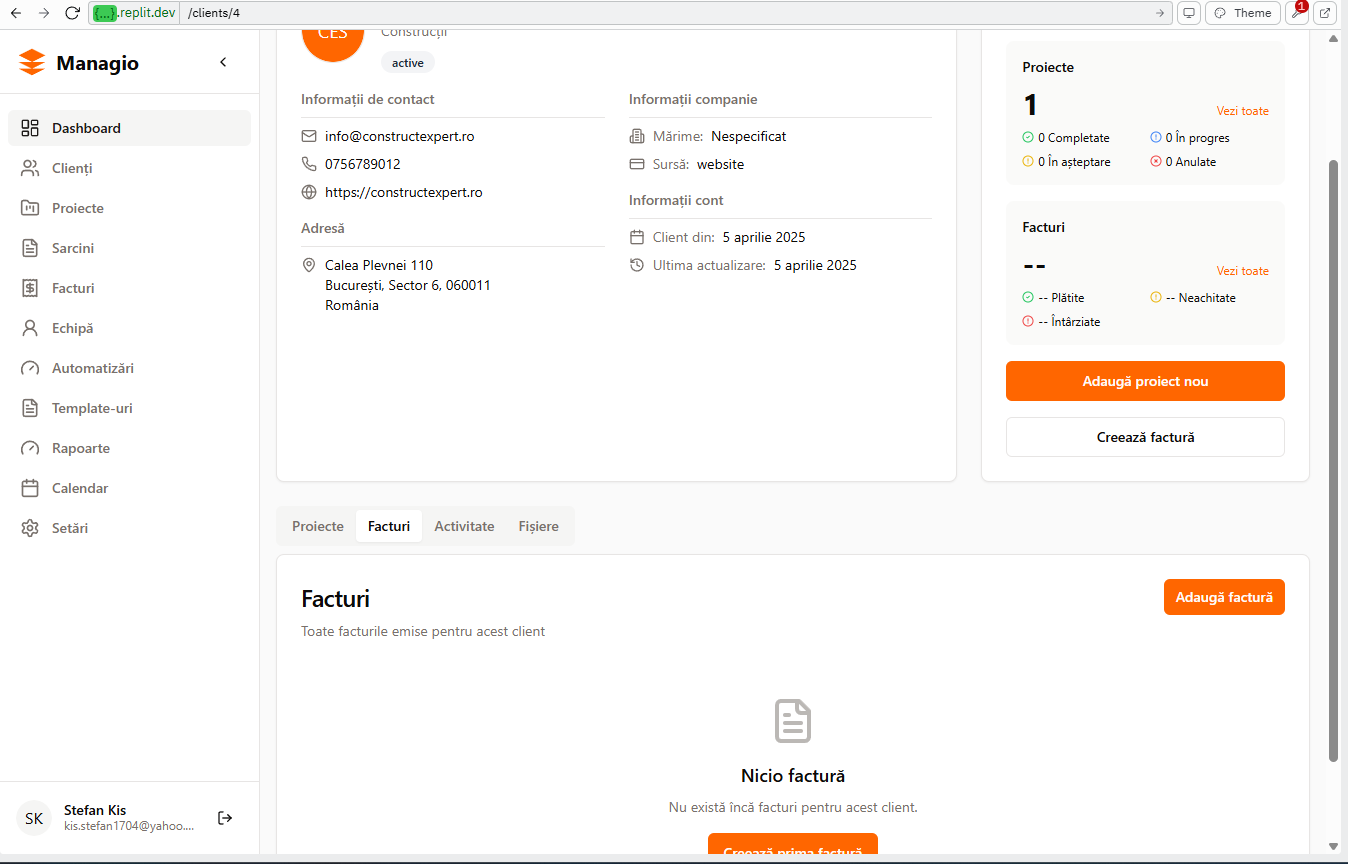 {...}.replit.dev /clients/4
Theme
1
Managio
Dashboard
Clienți
Proiecte
Sarcini
Facturi
Echipă
Automatizări
Template-uri
Rapoarte
Calendar
Setări
SK
Stefan Kis
kis.stefan1704@yahoo....
CES
Construcții
active
Informații de contact
info@constructexpert.ro
0756789012
https://constructexpert.ro
Adresă
Calea Plevnei 110
București, Sector 6, 060011
România
Informații companie
Mărime: Nespecificat
Sursă: website
Informații cont
Client din: 5 aprilie 2025
Ultima actualizare: 5 aprilie 2025
Proiecte
1
Vezi toate
0 Completate
0 În progres
0 În așteptare
0 Anulate
Facturi
--
Vezi toate
-- Plătite
-- Neachitate
-- Întârziate
Adaugă proiect nou
Creează factură
Proiecte
Facturi
Activitate
Fișiere
Facturi
Adaugă factură
Toate facturile emise pentru acest client
Nicio factură
Nu există încă facturi pentru acest client.
Creează prima factură